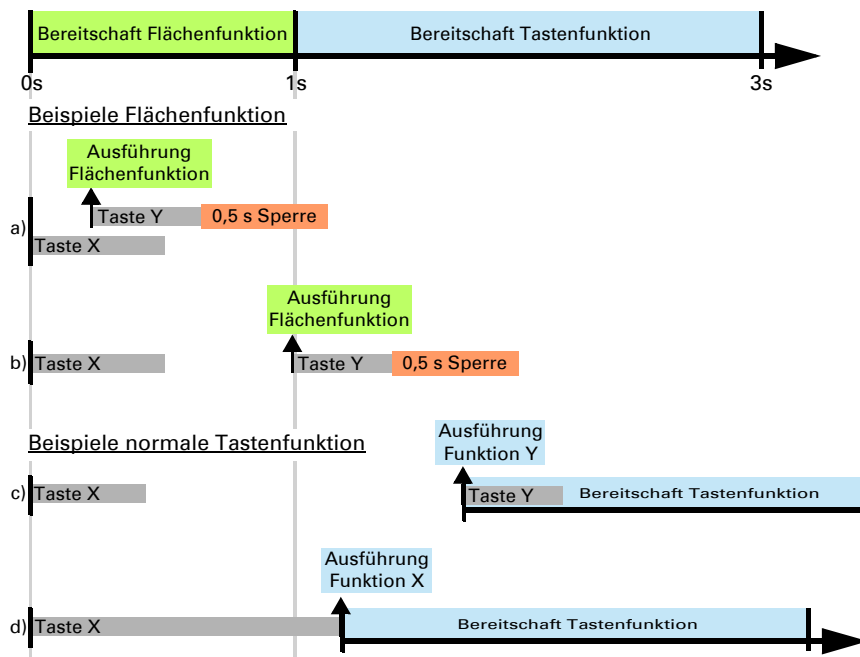 Bereitschaft Flächenfunktion
Bereitschaft Tastenfunktion
0s
1s
3s
Beispiele Flächenfunktion
Ausführung
Flächenfunktion
Taste Y
0,5 s Sperre
a)
Taste X
Ausführung
Flächenfunktion
b)
Taste X
Taste Y
0,5 s Sperre
Beispiele normale Tastenfunktion
Ausführung
Funktion Y
c)
Taste X
Taste Y
Bereitschaft Tastenfunktion
Ausführung
Funktion X
d)
Taste X
Bereitschaft Tastenfunktion